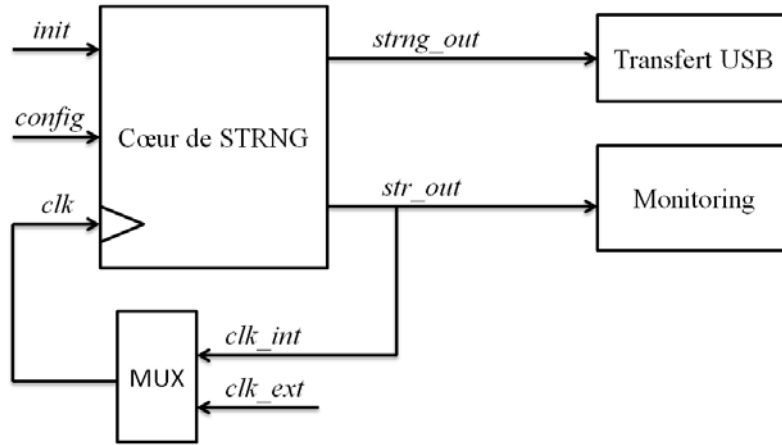 init
strng_out
Transfert USB
config
Cœur de STRNG
clk
str_out
Monitoring
MUX
clk_int
clk_ext